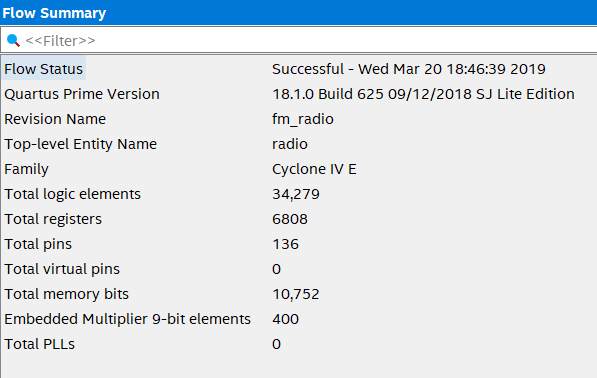 Flow Summary
<<Filter>>
Flow Status Successful - Wed Mar 20 18:46:39 2019
Quartus Prime Version 18.1.0 Build 625 09/12/2018 SJ Lite Edition
Revision Name fm_radio
Top-level Entity Name radio
Family Cyclone IV E
Total logic elements 34,279
Total registers 6808
Total pins 136
Total virtual pins 0
Total memory bits 10,752
Embedded Multiplier 9-bit elements 400
Total PLLs 0